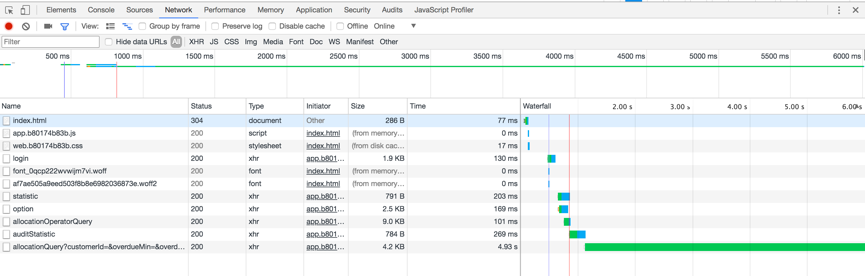 Elements Console Sources Network Performance Memory Application Security Audits JavaScript Profiler
View: Group by frame Preserve log Disable cache Offline Online
Filter Hide data URLs All XHR JS CSS Img Media Font Doc WS Manifest Other
500 ms 1000 ms 1500 ms 2000 ms 2500 ms 3000 ms 3500 ms 4000 ms 4500 ms 5000 ms 5500 ms 6000 ms
Name Status Type Initiator Size Time Waterfall 2.00 s 3.00 s 4.00 s 5.00 s 6.00 s
index.html 304 document Other 286 B 77 ms
app.b80174b83b.js 200 script index.html (from memory… 0 ms
web.b80174b83b.css 200 stylesheet index.html (from disk cac… 17 ms
login 200 xhr app.b801… 1.9 KB 130 ms
font_0qcp222wvwijm7vi.woff 200 font index.html (from memory… 0 ms
af7ae505a9eed503f8b8e6982036873e.woff2 200 font index.html (from memory… 0 ms
statistic 200 xhr app.b801… 791 B 203 ms
option 200 xhr app.b801… 2.5 KB 169 ms
allocationOperatorQuery 200 xhr app.b801… 9.0 KB 101 ms
auditStatistic 200 xhr app.b801… 784 B 269 ms
allocationQuery?customerId=&overdueMin=&overd… 200 xhr app.b801… 4.2 KB 4.93 s